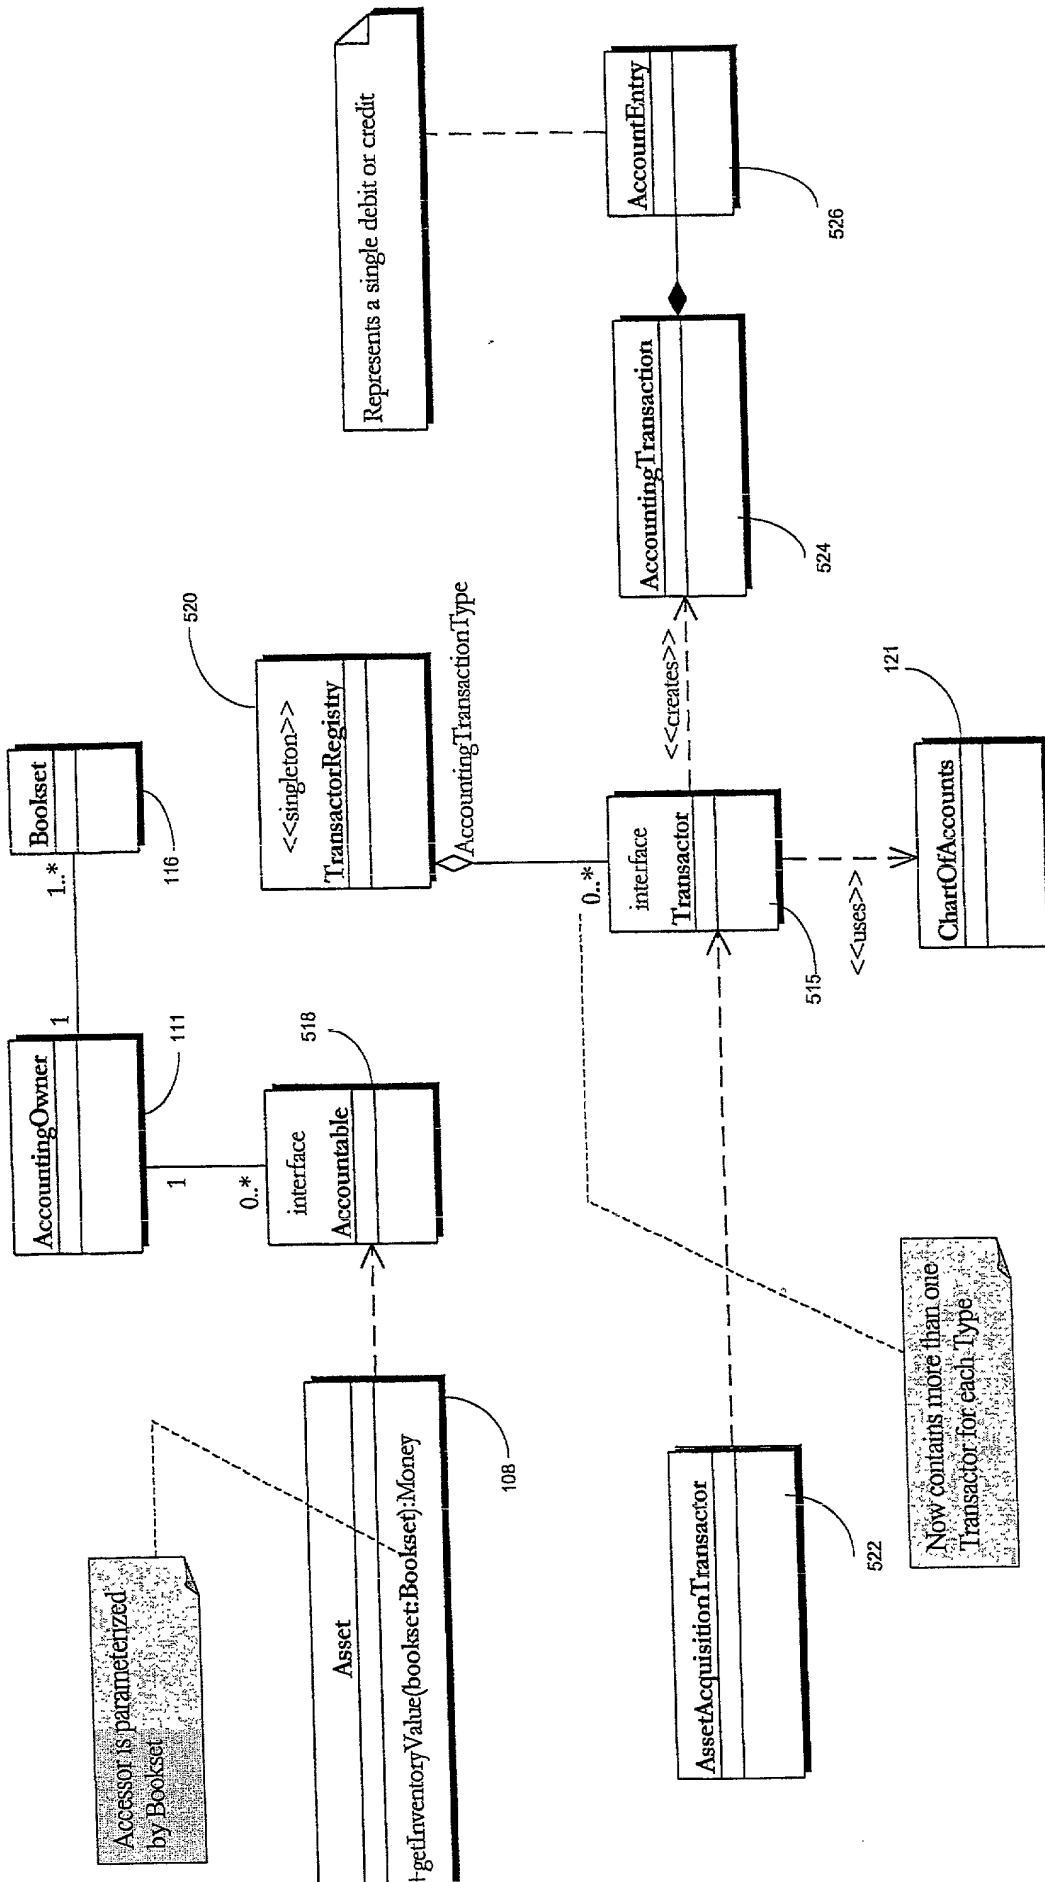 Accessor is parameterized
by Bookset
AccountingOwner
111
1
1..*
Bookset
116
1
0..*
interface
Accountable
518
Asset
+getInventoryValue(bookset:Bookset):Money
108
<<singleton>>
TransactorRegistry
520
AccountingTransactionType
0..*
Represents a single debit or credit
AssetAcquisitionTransactor
522
interface
Transactor
515
<<creates>>
AccountingTransaction
524
AccountEntry
526
<<uses>>
ChartOfAccounts
121
Now contains more than one
Transactor for each Type